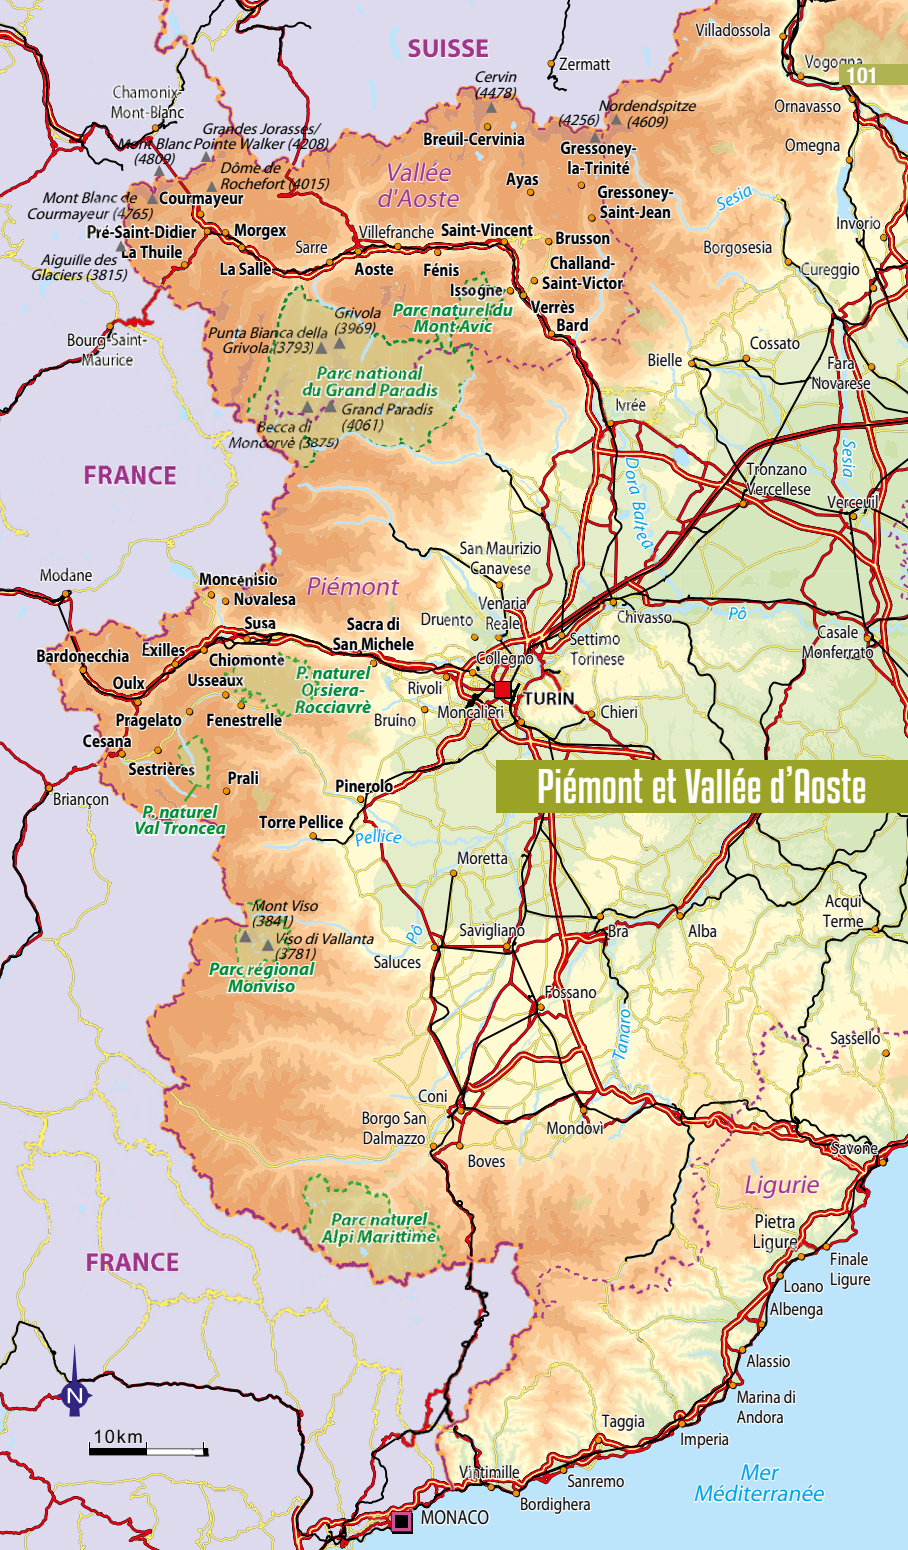 Villadossola
SUISSE
Zermatt
Vogogna
101
Cervin
(4478)
Chamonix-
Mont-Blanc
Nordendspitze
(4609)
(4256)
Ornavasso
Grandes Jorasses/
Pointe Walker (4208)
Mont Blanc
(4809)
Breuil-Cervinia
Omegna
Gressoney-
la-Trinité
Dôme de
Rochefort (4015)
Vallée
d'Aoste
Ayas
Mont Blanc de
Courmayeur (4765)
Courmayeur
Gressoney-
Saint-Jean
Sesia
Invorio
Pré-Saint-Didier
Morgex
Villefranche
Saint-Vincent
Brusson
Borgosesia
La Thuile
Sarre
Aiguille des
Glaciers (3815)
La Salle
Aoste
Fénis
Challand-
Saint-Victor
Cureggio
Issogne
Verrès
Parc naturel du
Mont-Avic
Bard
Grivola
(3969)
Punta Bianca della
Grivola (3793)
Bourg-Saint-
Maurice
Cossato
Bielle
Fara
Novarese
Parc national
du Grand Paradis
Grand Paradis
(4061)
Ivrée
Becca di
Moncorvè (3875)
FRANCE
Dora Baltea
Sesia
Tronzano
Vercellese
Verceuil
San Maurizio
Canavese
Modane
Moncenisio
Novalesa
Piémont
Venaria
Reale
Druento
Chivasso
Pô
Susa
Sacra di
San Michele
Settimo
Torinese
Casale
Monferrato
Bardonecchia
Exilles
Chiomonte
Collegno
Oulx
Usseaux
P. naturel
Orsiera-
Rocciavrè
Rivoli
TURIN
Pragelato
Fenestrelle
Bruino
Moncalieri
Chieri
Cesana
Sestrières
Prali
Pinerolo
Piémont et Vallée d'Aoste
Briançon
P. naturel
Val Troncea
Torre Pellice
Pellice
Moretta
Mont Viso
(3841)
Acqui
Terme
Viso di Vallanta
(3781)
Pô
Savigliano
Bra
Alba
Saluces
Parc régional
Monviso
Fossano
Tanaro
Sassello
Coni
Borgo San
Dalmazzo
Mondovì
Boves
Savone
Ligurie
Parc naturel
Alpi Marittime
Pietra
Ligure
FRANCE
Finale
Ligure
Loano
Albenga
Alassio
N
Marina di
Andora
10km
Taggia
Imperia
Vintimille
Sanremo
Mer
Méditerranée
Bordighera
MONACO